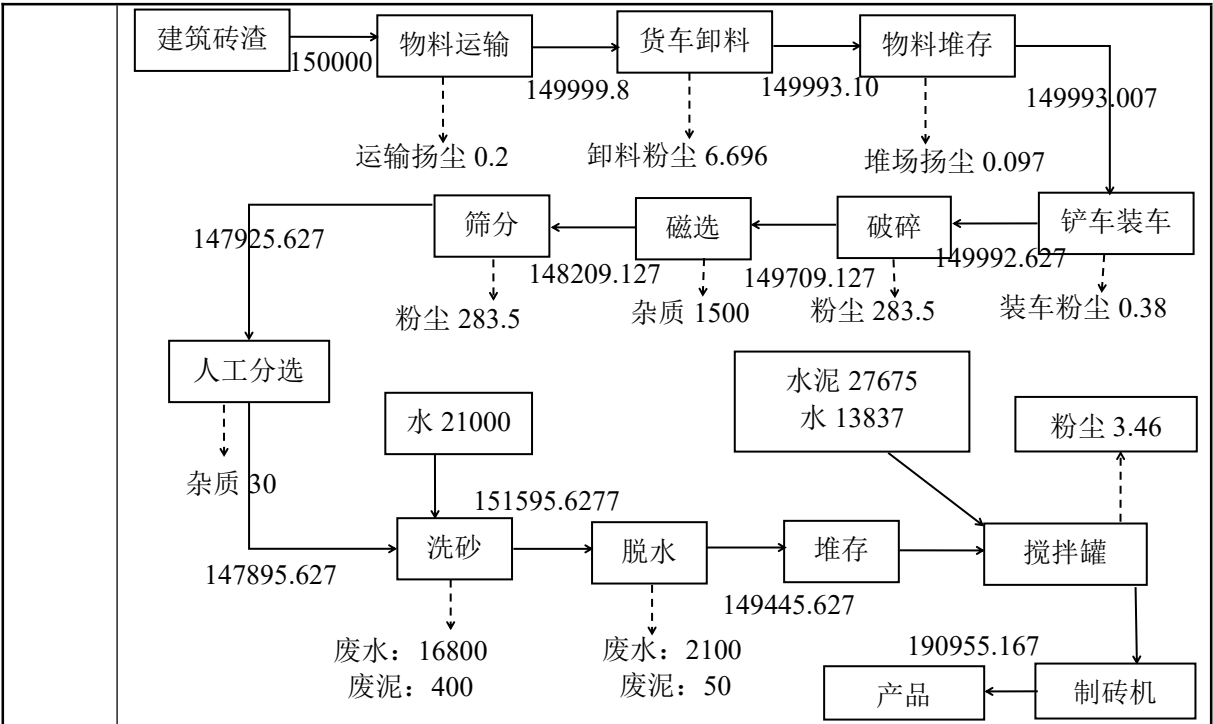 建筑砖渣
150000
物料运输
149999.8
货车卸料
149993.10
物料堆存
149993.007
运输扬尘 0.2
卸料粉尘 6.696
堆场扬尘 0.097
铲车装车
149992.627
破碎
149709.127
磁选
148209.127
筛分
147925.627
装车粉尘 0.38
粉尘 283.5
杂质 1500
粉尘 283.5
人工分选
杂质 30
147895.627
水 21000
洗砂
151595.6277
脱水
149445.627
堆存
水泥 27675
水 13837
搅拌罐
粉尘 3.46
废水：16800
废泥：400
废水：2100
废泥：50
190955.167
制砖机
产品